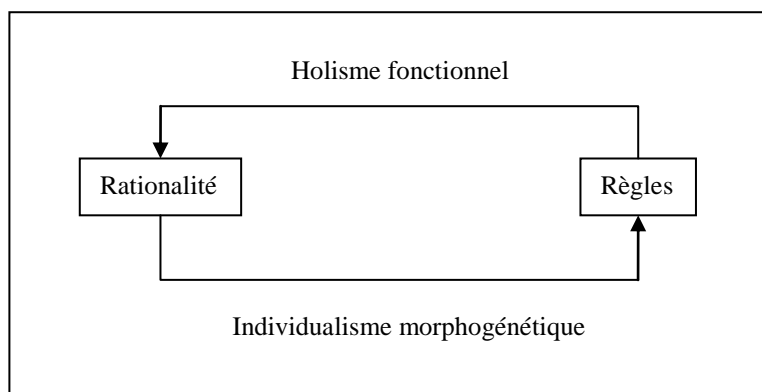 Holisme fonctionnel
Rationalité
Règles
Individualisme morphogénétique